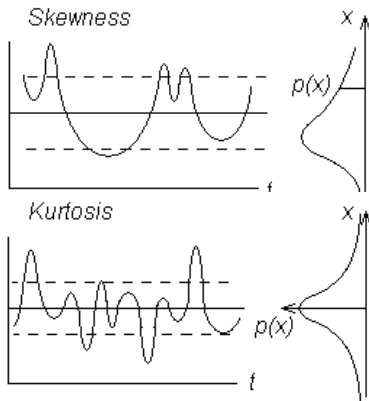 Skewness
x
p(x)
t
Kurtosis
x
p(x)
t